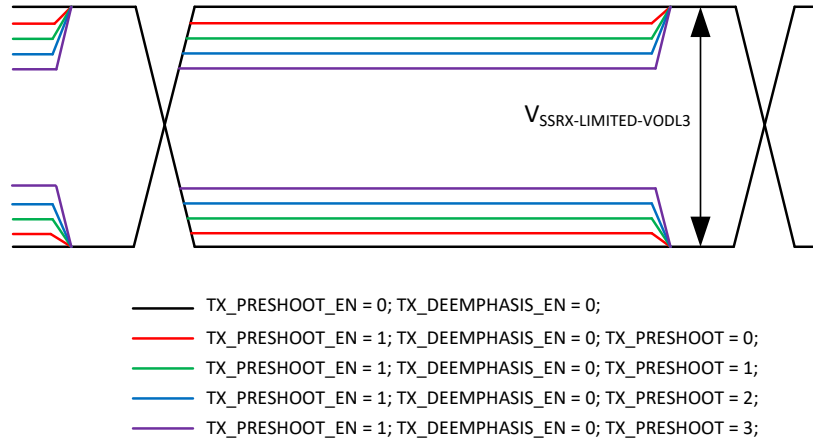 VSSRX-LIMITED-VODL3
TX_PRESHOOT_EN = 0; TX_DEEMPHASIS_EN = 0;
TX_PRESHOOT_EN = 1; TX_DEEMPHASIS_EN = 0; TX_PRESHOOT = 0;
TX_PRESHOOT_EN = 1; TX_DEEMPHASIS_EN = 0; TX_PRESHOOT = 1;
TX_PRESHOOT_EN = 1; TX_DEEMPHASIS_EN = 0; TX_PRESHOOT = 2;
TX_PRESHOOT_EN = 1; TX_DEEMPHASIS_EN = 0; TX_PRESHOOT = 3;